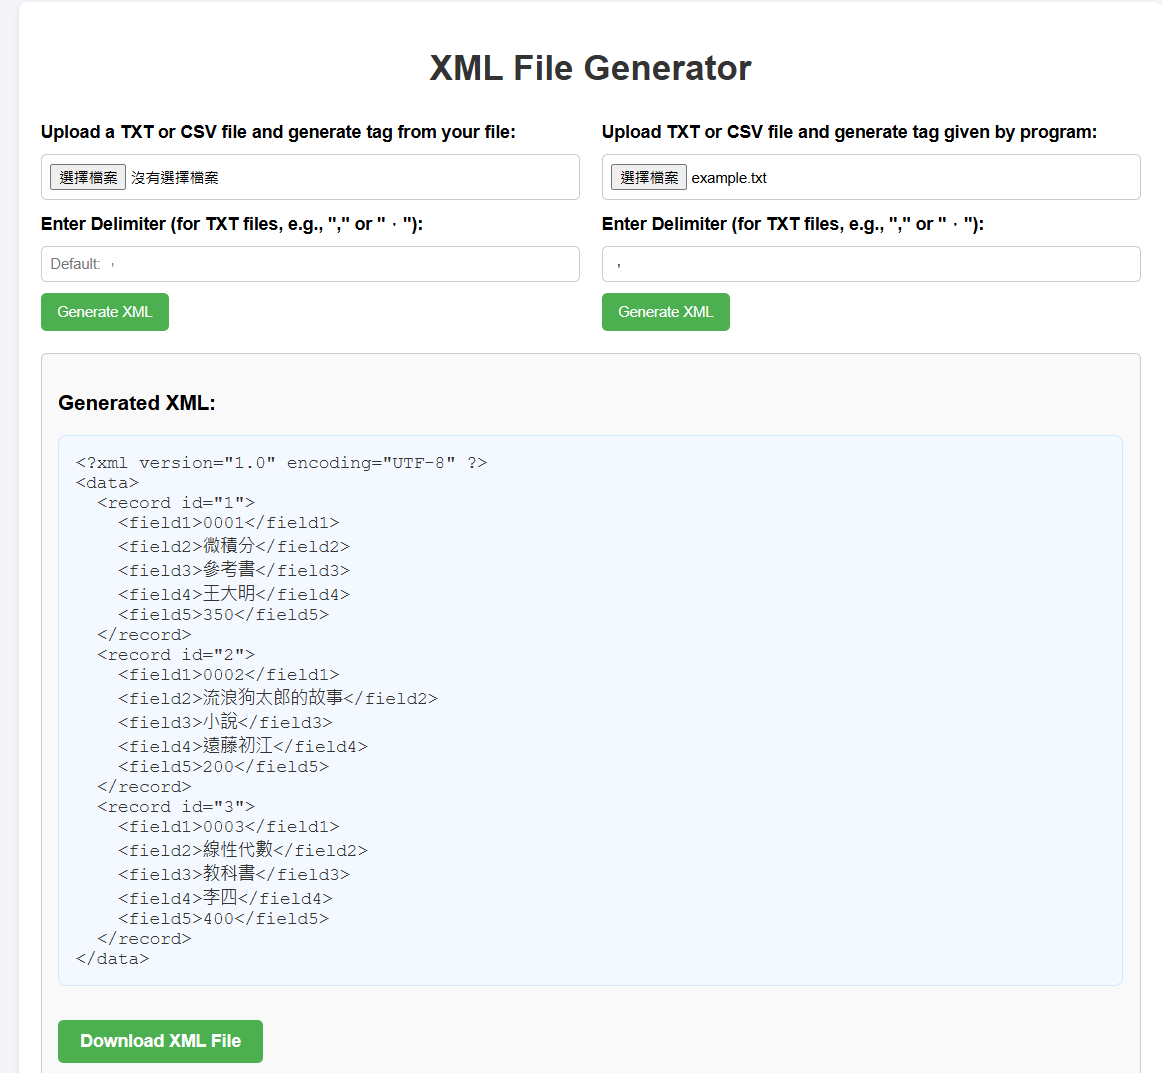 XML File Generator
Upload a TXT or CSV file and generate tag from your file:
選擇檔案 沒有選擇檔案
Enter Delimiter (for TXT files, e.g., "," or "，"):
Default: ，
Generate XML
Upload TXT or CSV file and generate tag given by program:
選擇檔案 example.txt
Enter Delimiter (for TXT files, e.g., "," or "，"):
，
Generate XML
Generated XML:
<?xml version="1.0" encoding="UTF-8" ?>
<data>
  <record id="1">
    <field1>0001</field1>
    <field2>微積分</field2>
    <field3>參考書</field3>
    <field4>王大明</field4>
    <field5>350</field5>
  </record>
  <record id="2">
    <field1>0002</field1>
    <field2>流浪狗太郎的故事</field2>
    <field3>小說</field3>
    <field4>遠藤初江</field4>
    <field5>200</field5>
  </record>
  <record id="3">
    <field1>0003</field1>
    <field2>線性代數</field2>
    <field3>教科書</field3>
    <field4>李四</field4>
    <field5>400</field5>
  </record>
</data>
Download XML File